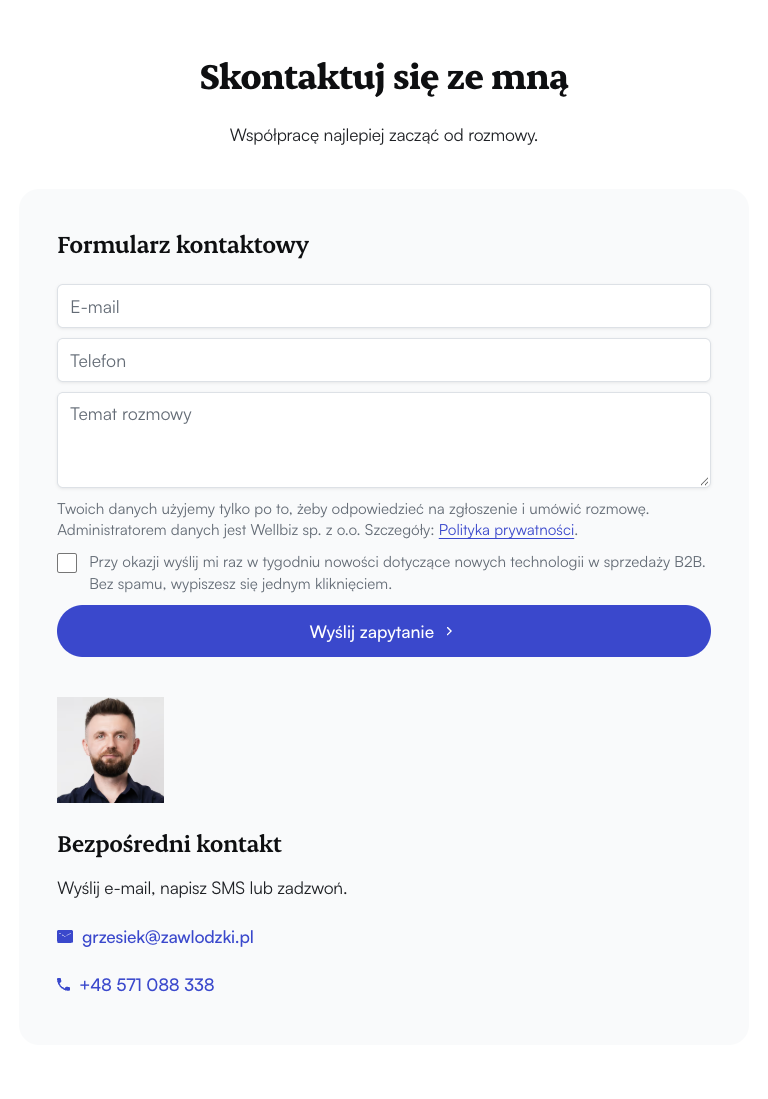 Skontaktuj się ze mną
Współpracę najlepiej zacząć od rozmowy.
Formularz kontaktowy
E-mail
Telefon
Temat rozmowy
Twoich danych użyjemy tylko po to, żeby odpowiedzieć na zgłoszenie i umówić rozmowę.
Administratorem danych jest Wellbiz sp. z o.o. Szczegóły: Polityka prywatności.
Przy okazji wyślij mi raz w tygodniu nowości dotyczące nowych technologii w sprzedaży B2B.
Bez spamu, wypiszesz się jednym kliknięciem.
Wyślij zapytanie
Bezpośredni kontakt
Wyślij e-mail, napisz SMS lub zadzwoń.
grzesiek@zawlodzki.pl
+48 571 088 338